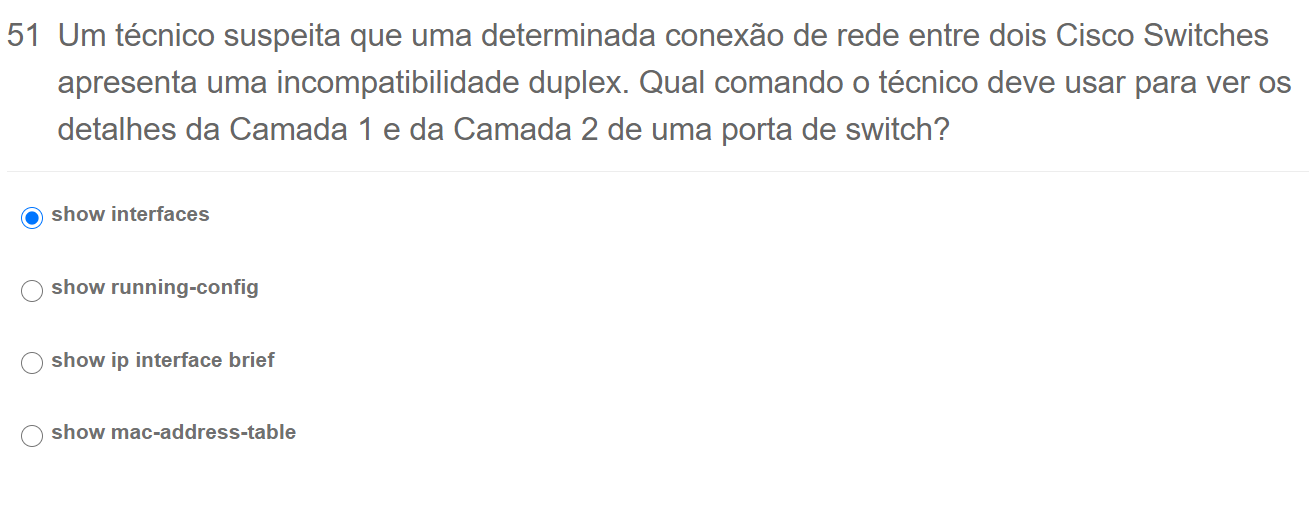 51 Um técnico suspeita que uma determinada conexão de rede entre dois Cisco Switches
apresenta uma incompatibilidade duplex. Qual comando o técnico deve usar para ver os
detalhes da Camada 1 e da Camada 2 de uma porta de switch?
show interfaces
show running-config
show ip interface brief
show mac-address-table